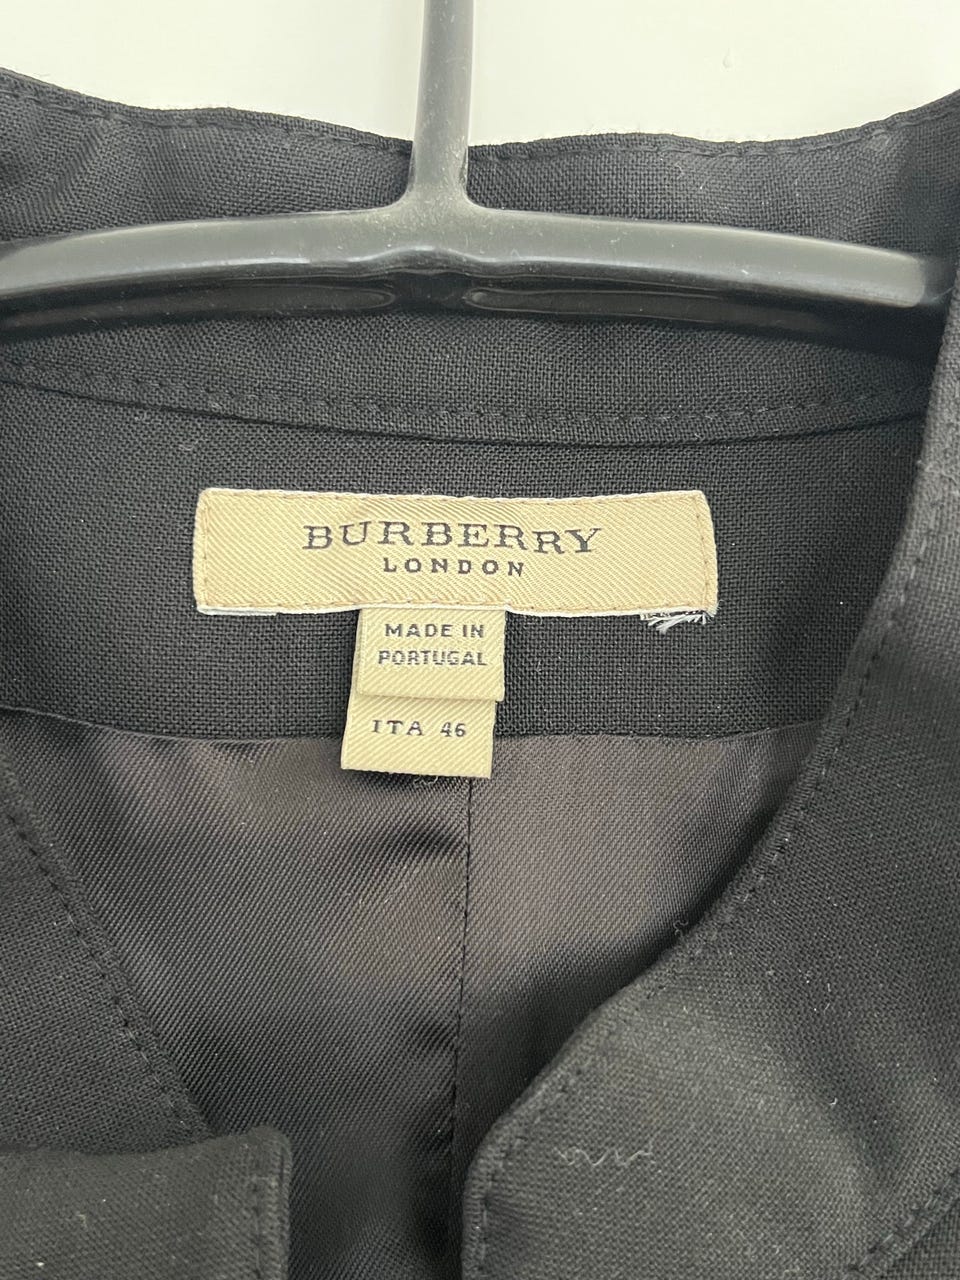 BURBERRY
LONDON
MADE IN
PORTUGAL
ITA 46